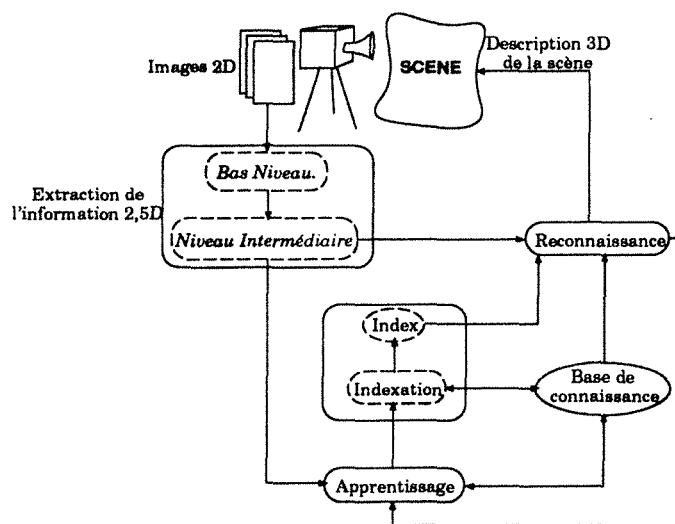 Images 2D
SCENE
Description 3D
de la scène
Bas Niveau.
Extraction de
l'information 2,5D
Niveau Intermédiaire
Reconnaissance
Index
Indexation
Base de
connaissance
Apprentissage